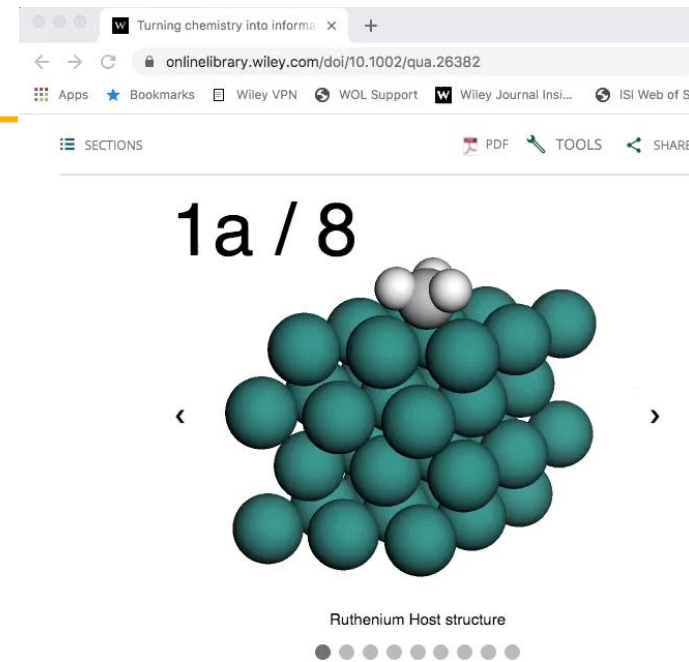 W Turning chemistry into informa × +
onlinelibrary.wiley.com/doi/10.1002/qua.26382
Apps Bookmarks Wiley VPN WOL Support W Wiley Journal Insi... ISI Web of S
SECTIONS PDF TOOLS SHARE
1a / 8
‹ ›
Ruthenium Host structure